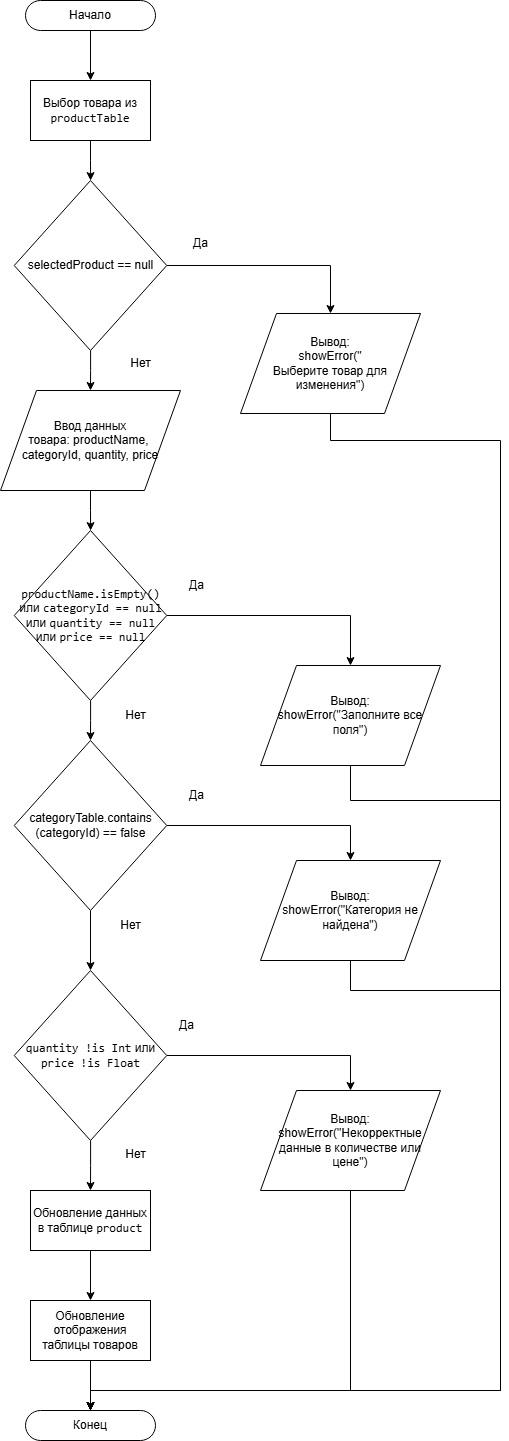 Начало
Выбор товара из
productTable
selectedProduct == null
Да
Вывод:
showError("
Выберите товар для
изменения")
Нет
Ввод данных
товара: productName,
categoryId, quantity, price
productName.isEmpty()
или categoryId == null
или quantity == null
или price == null
Да
Вывод:
showError("Заполните все
поля")
Нет
categoryTable.contains
(categoryId) == false
Да
Вывод:
showError("Категория не
найдена")
Нет
quantity !is Int или
price !is Float
Да
Вывод:
showError("Некорректные
данные в количестве или
цене")
Нет
Обновление данных
в таблице product
Обновление
отображения
таблицы товаров
Конец